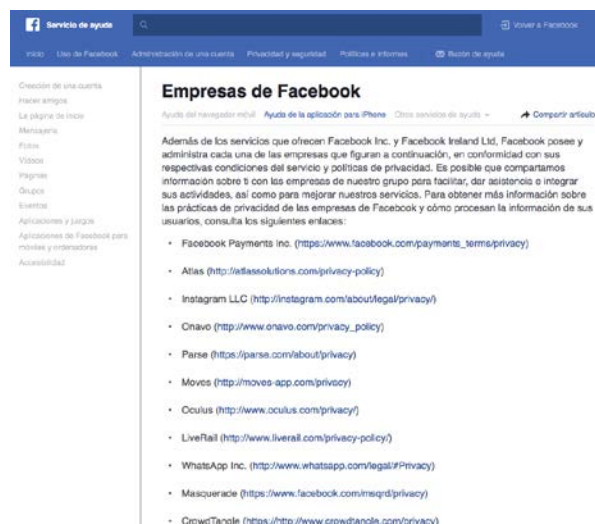 Servicio de ayuda
Volver a Facebook
Inicio Uso de Facebook Administración de una cuenta Privacidad y seguridad Políticas e informes Buzón de ayuda
Creación de una cuenta
Hacer amigos
La página de inicio
Mensajería
Fotos
Vídeos
Páginas
Grupos
Eventos
Aplicaciones y juegos
Aplicaciones de Facebook para
móviles y ordenadores
Accesibilidad
Empresas de Facebook
Ayuda del navegador móvil Ayuda de la aplicación para iPhone Otros servicios de ayuda Compartir artículo
Además de los servicios que ofrecen Facebook Inc. y Facebook Ireland Ltd, Facebook posee y
administra cada una de las empresas que figuran a continuación, en conformidad con sus
respectivas condiciones del servicio y políticas de privacidad. Es posible que compartamos
información sobre ti con las empresas de nuestro grupo para facilitar, dar asistencia o integrar
sus actividades, así como para mejorar nuestros servicios. Para obtener más información sobre
las prácticas de privacidad de las empresas de Facebook y cómo procesan la información de sus
usuarios, consulta los siguientes enlaces:
• Facebook Payments Inc. (https://www.facebook.com/payments_terms/privacy)
• Atlas (http://atlassolutions.com/privacy-policy)
• Instagram LLC (http://instagram.com/about/legal/privacy/)
• Onavo (http://www.onavo.com/privacy_policy)
• Parse (https://parse.com/about/privacy)
• Moves (http://moves-app.com/privacy)
• Oculus (http://www.oculus.com/privacy/)
• LiveRail (http://www.liverail.com/privacy-policy/)
• WhatsApp Inc. (http://www.whatsapp.com/legal/#Privacy)
• Masquerade (https://www.facebook.com/msqrd/privacy)
• CrowdTangle (https://http://www.crowdtangle.com/privacy)